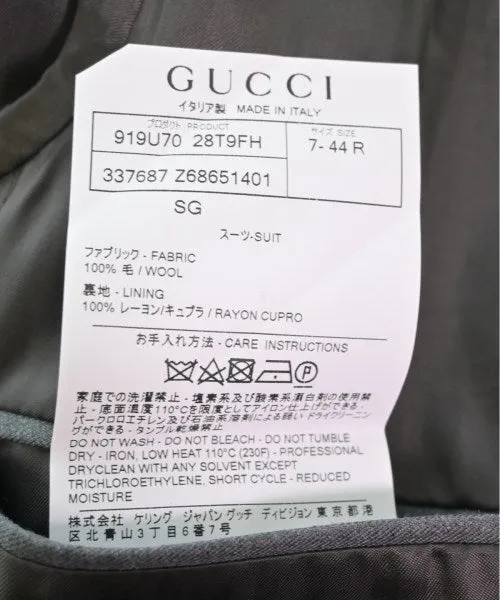 GUCCI
イタリア製 MADE IN ITALY
プロダクト PRODUCT
919U70 28T9FH
サイズ SIZE
7- 44 R
337687 Z68651401
SG
スーツ-SUIT
ファブリック - FABRIC
100% 毛 / WOOL
裏地 - LINING
100% レーヨン/キュプラ / RAYON CUPRO
お手入れ方法 - CARE INSTRUCTIONS
P
家庭での洗濯禁止 - 塩素系及び酸素系漂白剤の使用禁
止 - 底面温度110°Cを限度としてアイロン仕上げができる -
パークロロエチレン及び石油系溶剤による弱いドライクリーニン
グができる - タンブル乾燥禁止
DO NOT WASH - DO NOT BLEACH - DO NOT TUMBLE
DRY - IRON, LOW HEAT 110°C (230F) - PROFESSIONAL
DRYCLEAN WITH ANY SOLVENT EXCEPT
TRICHLOROETHYLENE, SHORT CYCLE - REDUCED
MOISTURE
株式会社 ケリング ジャパン グッチ ディビジョン 東京都港
区北青山3丁目6番7号